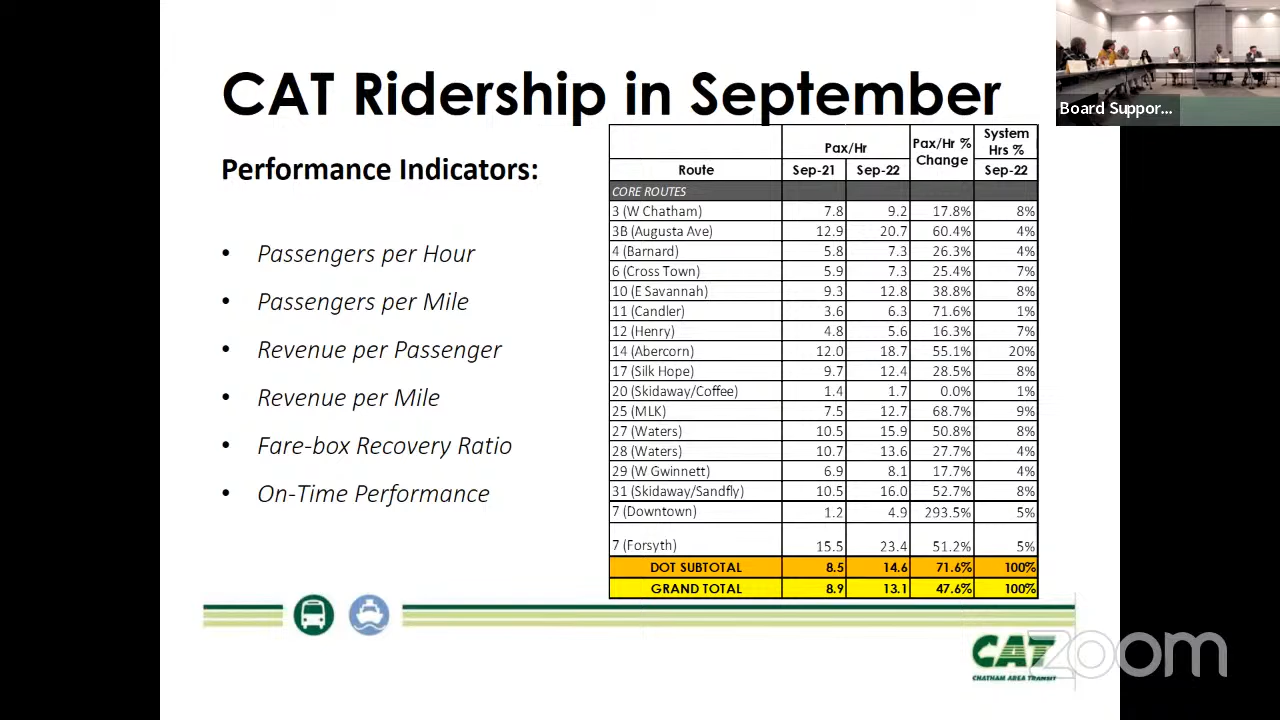 CAT Ridership in September
Board Suppor...
Performance Indicators:
• Passengers per Hour
• Passengers per Mile
• Revenue per Passenger
• Revenue per Mile
• Fare-box Recovery Ratio
• On-Time Performance
Pax/Hr Pax/Hr % Change System Hrs %
Route Sep-21 Sep-22 Sep-22
CORE ROUTES
3 (W Chatham) 7.8 9.2 17.8% 8%
3B (Augusta Ave) 12.9 20.7 60.4% 4%
4 (Barnard) 5.8 7.3 26.3% 4%
6 (Cross Town) 5.9 7.3 25.4% 7%
10 (E Savannah) 9.3 12.8 38.8% 8%
11 (Candler) 3.6 6.3 71.6% 1%
12 (Henry) 4.8 5.6 16.3% 7%
14 (Abercorn) 12.0 18.7 55.1% 20%
17 (Silk Hope) 9.7 12.4 28.5% 8%
20 (Skidaway/Coffee) 1.4 1.7 0.0% 1%
25 (MLK) 7.5 12.7 68.7% 9%
27 (Waters) 10.5 15.9 50.8% 8%
28 (Waters) 10.7 13.6 27.7% 4%
29 (W Gwinnett) 6.9 8.1 17.7% 4%
31 (Skidaway/Sandfly) 10.5 16.0 52.7% 8%
7 (Downtown) 1.2 4.9 293.5% 5%
7 (Forsyth) 15.5 23.4 51.2% 5%
DOT SUBTOTAL 8.5 14.6 71.6% 100%
GRAND TOTAL 8.9 13.1 47.6% 100%
CAT
CHATHAM AREA TRANSIT
zoom